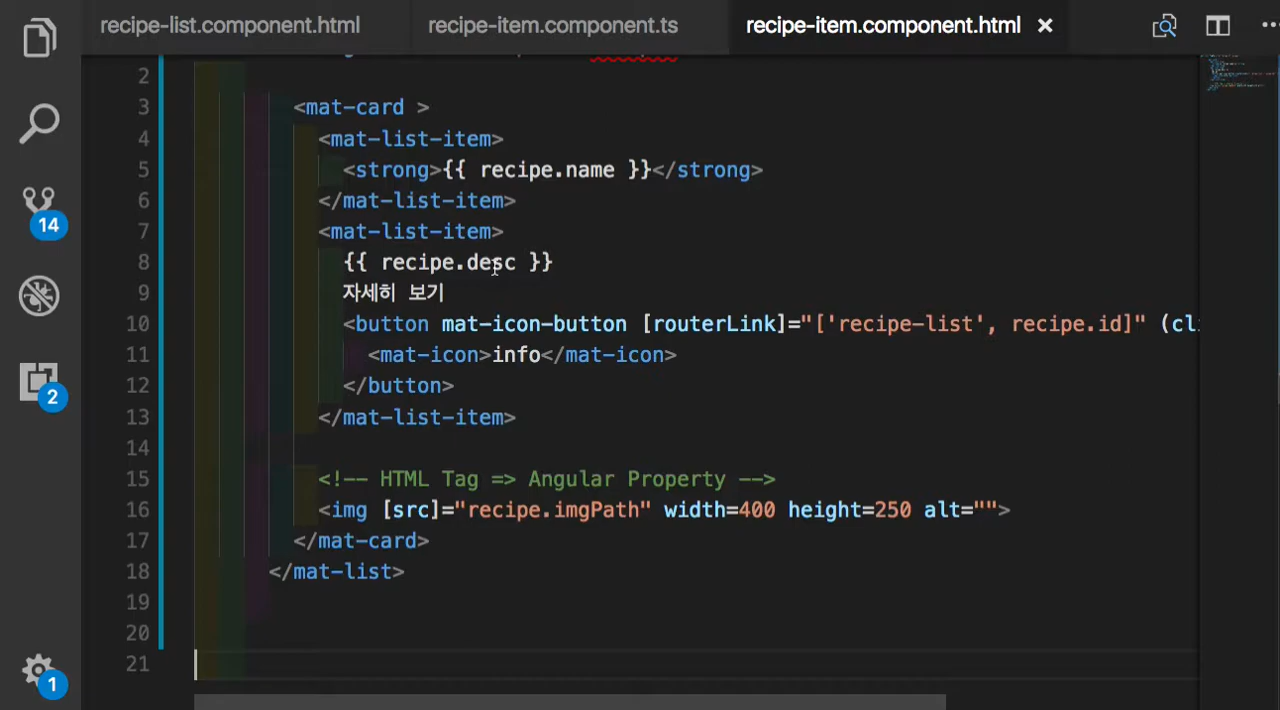 recipe-list.component.html recipe-item.component.ts recipe-item.component.html
2
3 <mat-card >
4 <mat-list-item>
5 <strong>{{ recipe.name }}</strong>
6 </mat-list-item>
7 <mat-list-item>
8 {{ recipe.desc }}
9 자세히 보기
10 <button mat-icon-button [routerLink]="['recipe-list', recipe.id]" (cli
11 <mat-icon>info</mat-icon>
12 </button>
13 </mat-list-item>
14
15 <!-- HTML Tag => Angular Property -->
16 <img [src]="recipe.imgPath" width=400 height=250 alt="">
17 </mat-card>
18 </mat-list>
19
20
21
14
2
1